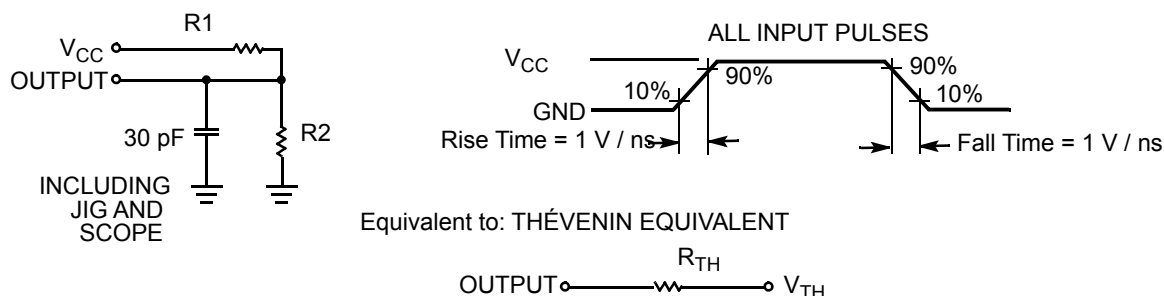 R1
VCC
OUTPUT
30 pF
R2
INCLUDING
JIG AND
SCOPE
ALL INPUT PULSES
VCC
90%
90%
10%
10%
GND
Rise Time = 1 V / ns
Fall Time = 1 V / ns
Equivalent to: THÉVENIN EQUIVALENT
RTH
OUTPUT
VTH